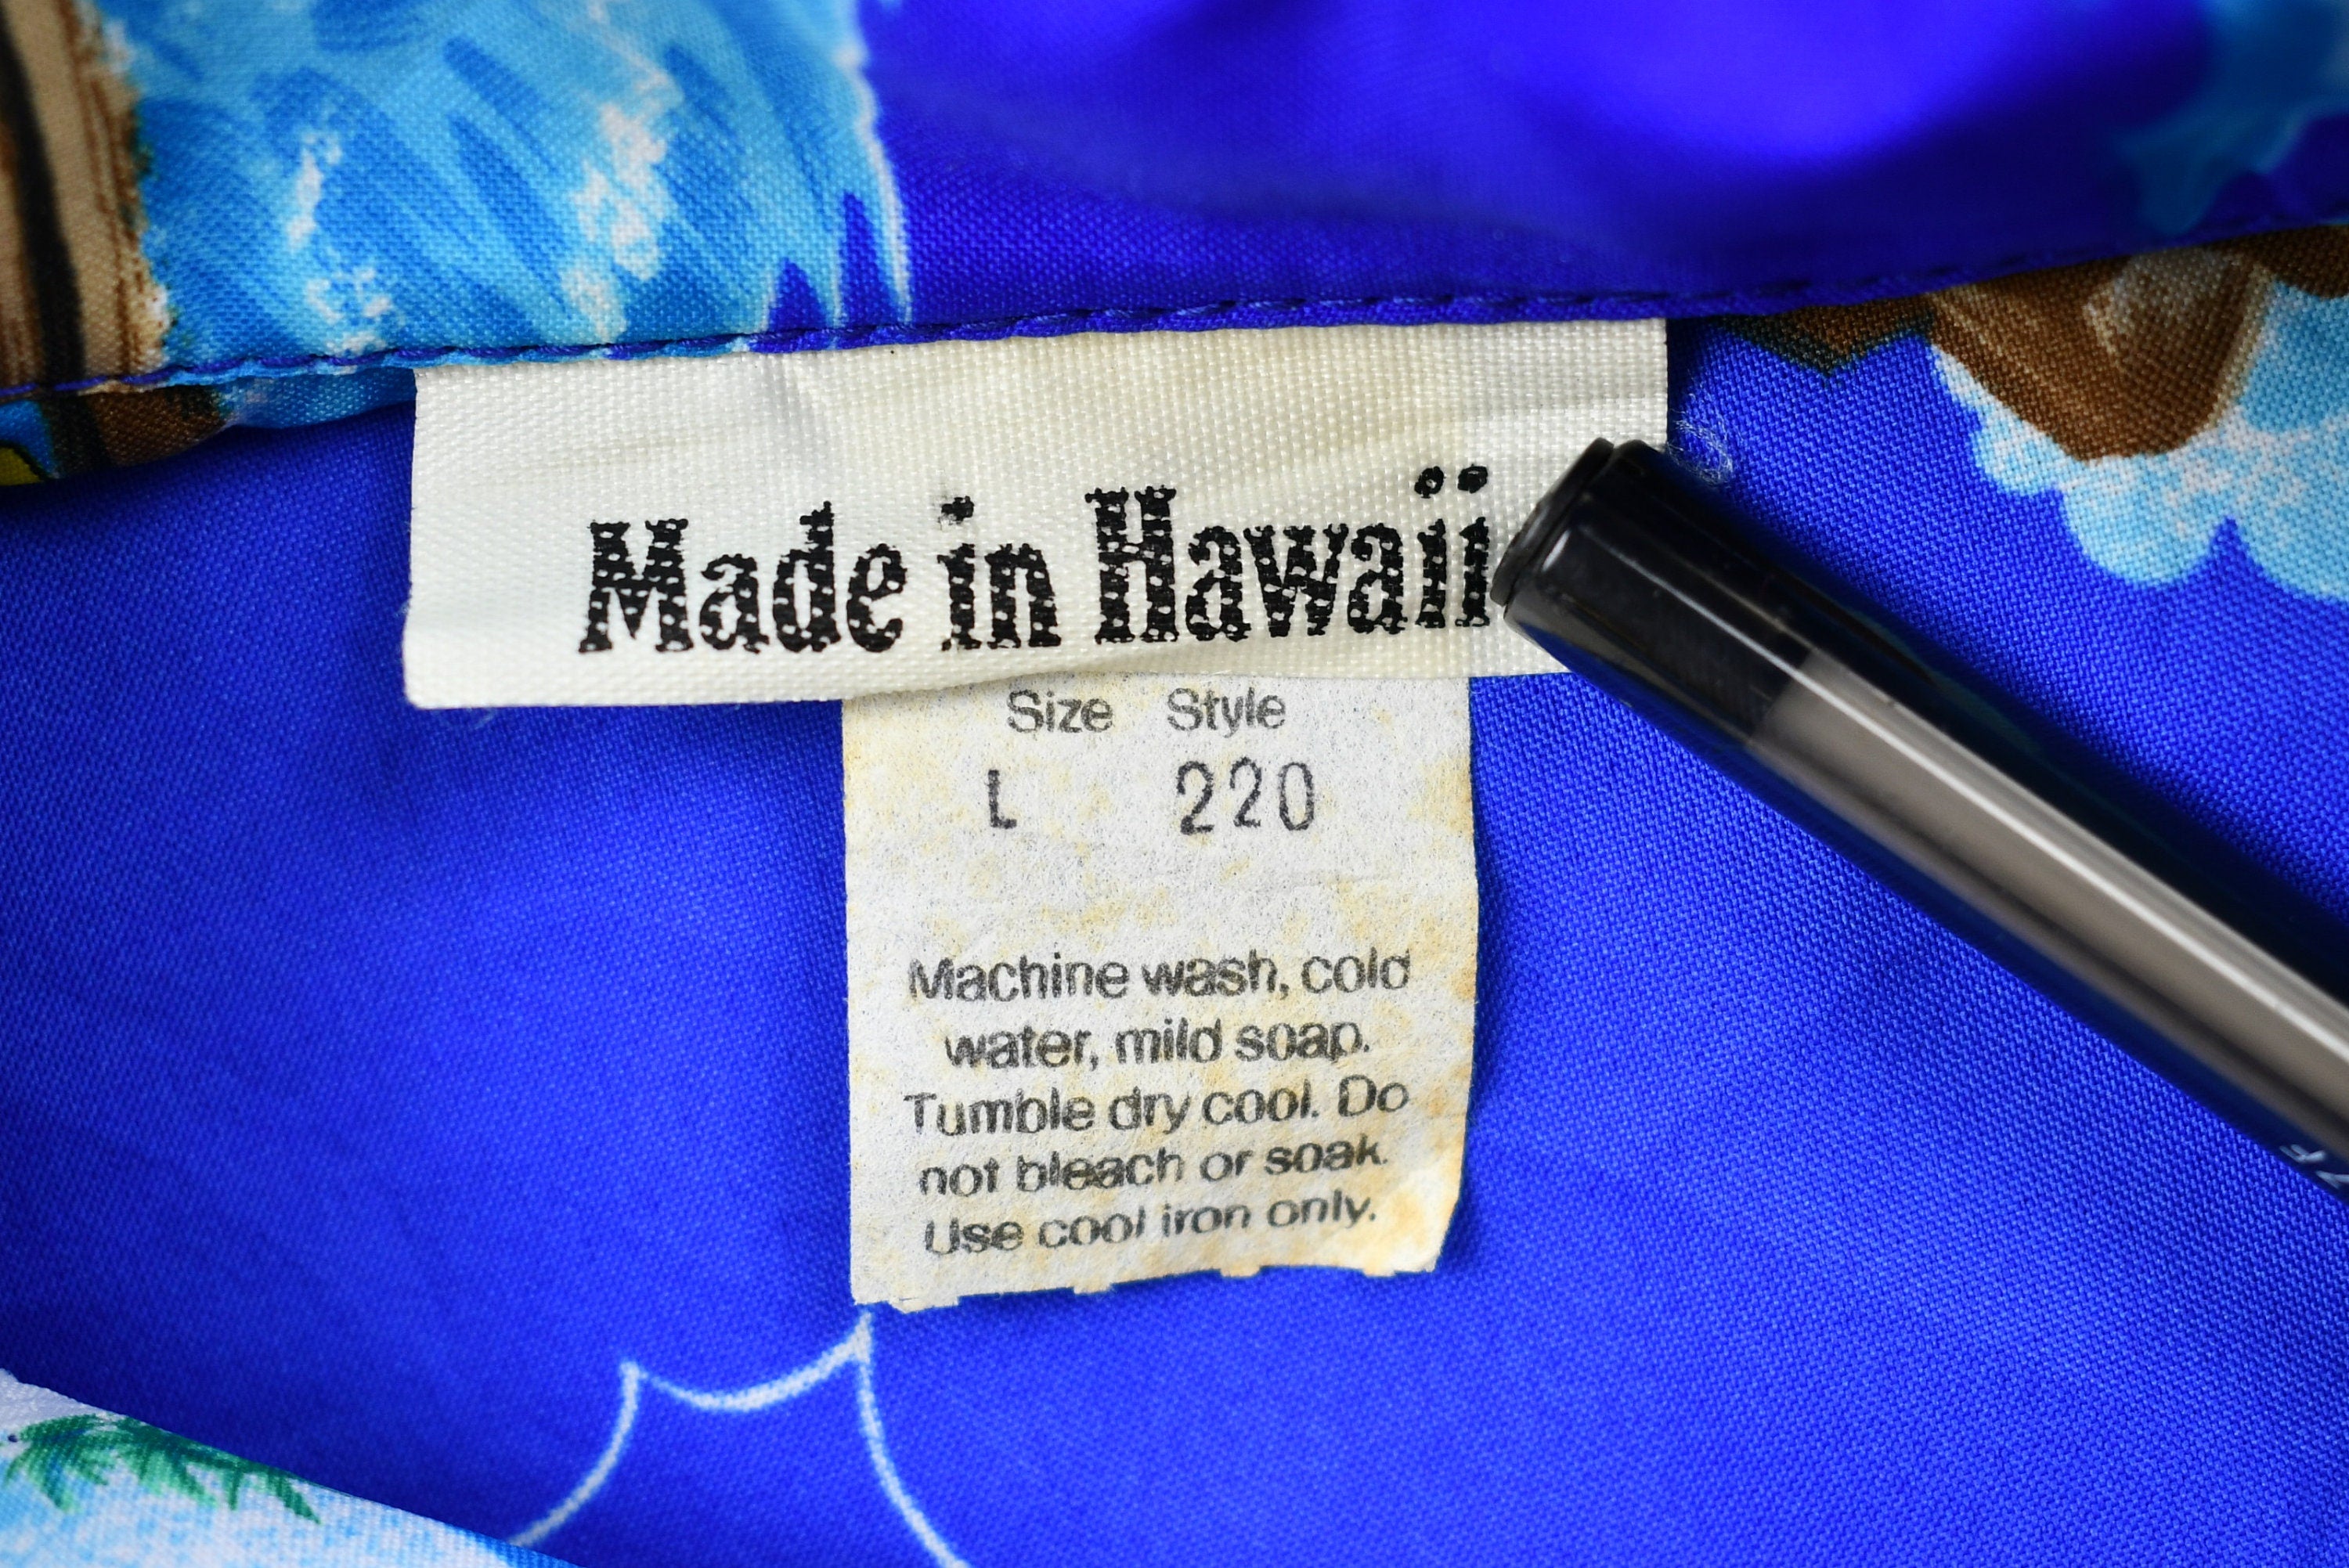 Made in Hawaii
Size Style
L 220
Machine wash, cold
water, mild soap.
Tumble dry cool. Do
not bleach or soak.
Use cool iron only.